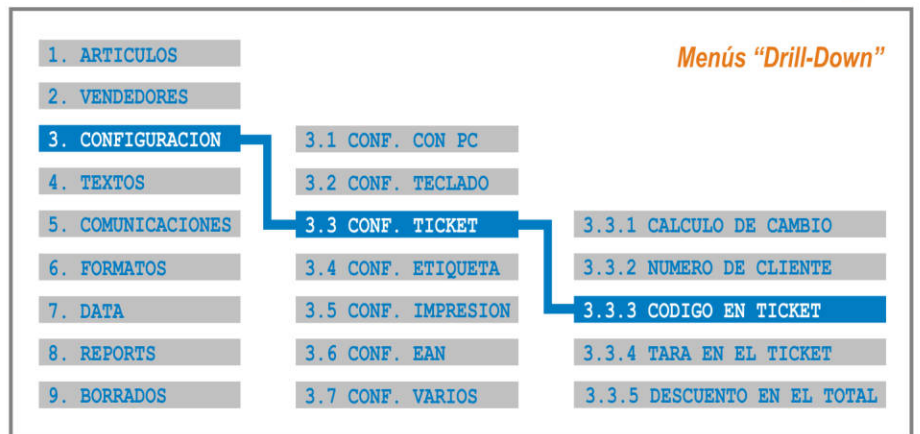 Menús “Drill-Down”
1. ARTICULOS
2. VENDEDORES
3. CONFIGURACION
4. TEXTOS
5. COMUNICACIONES
6. FORMATOS
7. DATA
8. REPORTS
9. BORRADOS
3.1 CONF. CON PC
3.2 CONF. TECLADO
3.3 CONF. TICKET
3.4 CONF. ETIQUETA
3.5 CONF. IMPRESION
3.6 CONF. EAN
3.7 CONF. VARIOS
3.3.1 CALCULO DE CAMBIO
3.3.2 NUMERO DE CLIENTE
3.3.3 CODIGO EN TICKET
3.3.4 TARA EN EL TICKET
3.3.5 DESCUENTO EN EL TOTAL